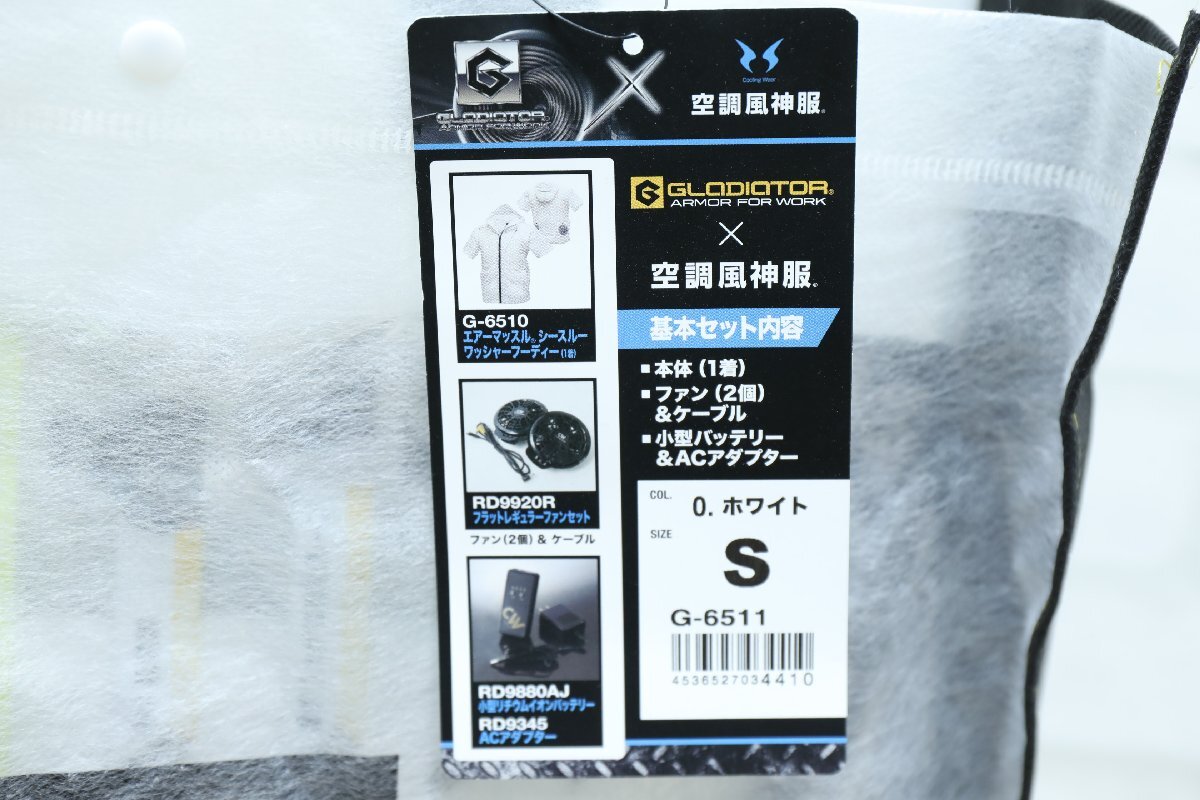 G
GLADIATOR
ARMOR FOR WORK
Cooling Wear
空調風神服®
G-6510
エアーマッスル® シースルー
ワッシャーフーディー(1着)
RD9920R
フラットレギュラーファンセット
ファン(2個) & ケーブル
CW
RD9880AJ
小型リチウムイオンバッテリー
RD9345
ACアダプター
G GLADIATOR®
ARMOR FOR WORK
×
空調風神服®
基本セット内容
■本体(1着)
■ファン(2個)
&ケーブル
■小型バッテリー
&ACアダプター
COL. 0.ホワイト
SIZE
S
G-6511
4536527034410